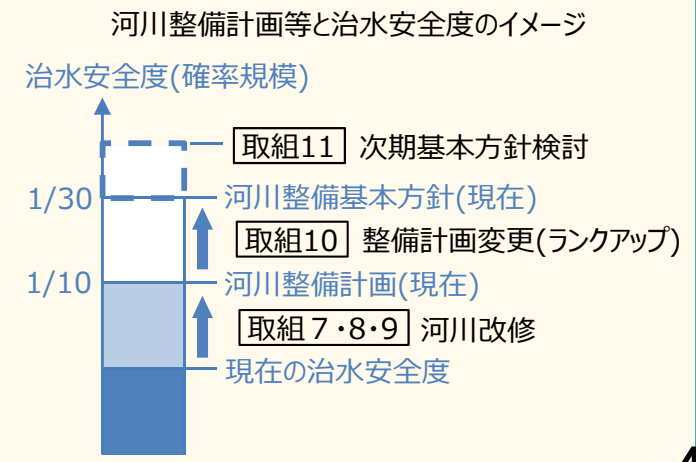 河川整備計画等と治水安全度のイメージ
治水安全度(確率規模)
取組11 次期基本方針検討
1/30 河川整備基本方針(現在)
取組10 整備計画変更(ランクアップ)
1/10 河川整備計画(現在)
取組７・8・9 河川改修
現在の治水安全度